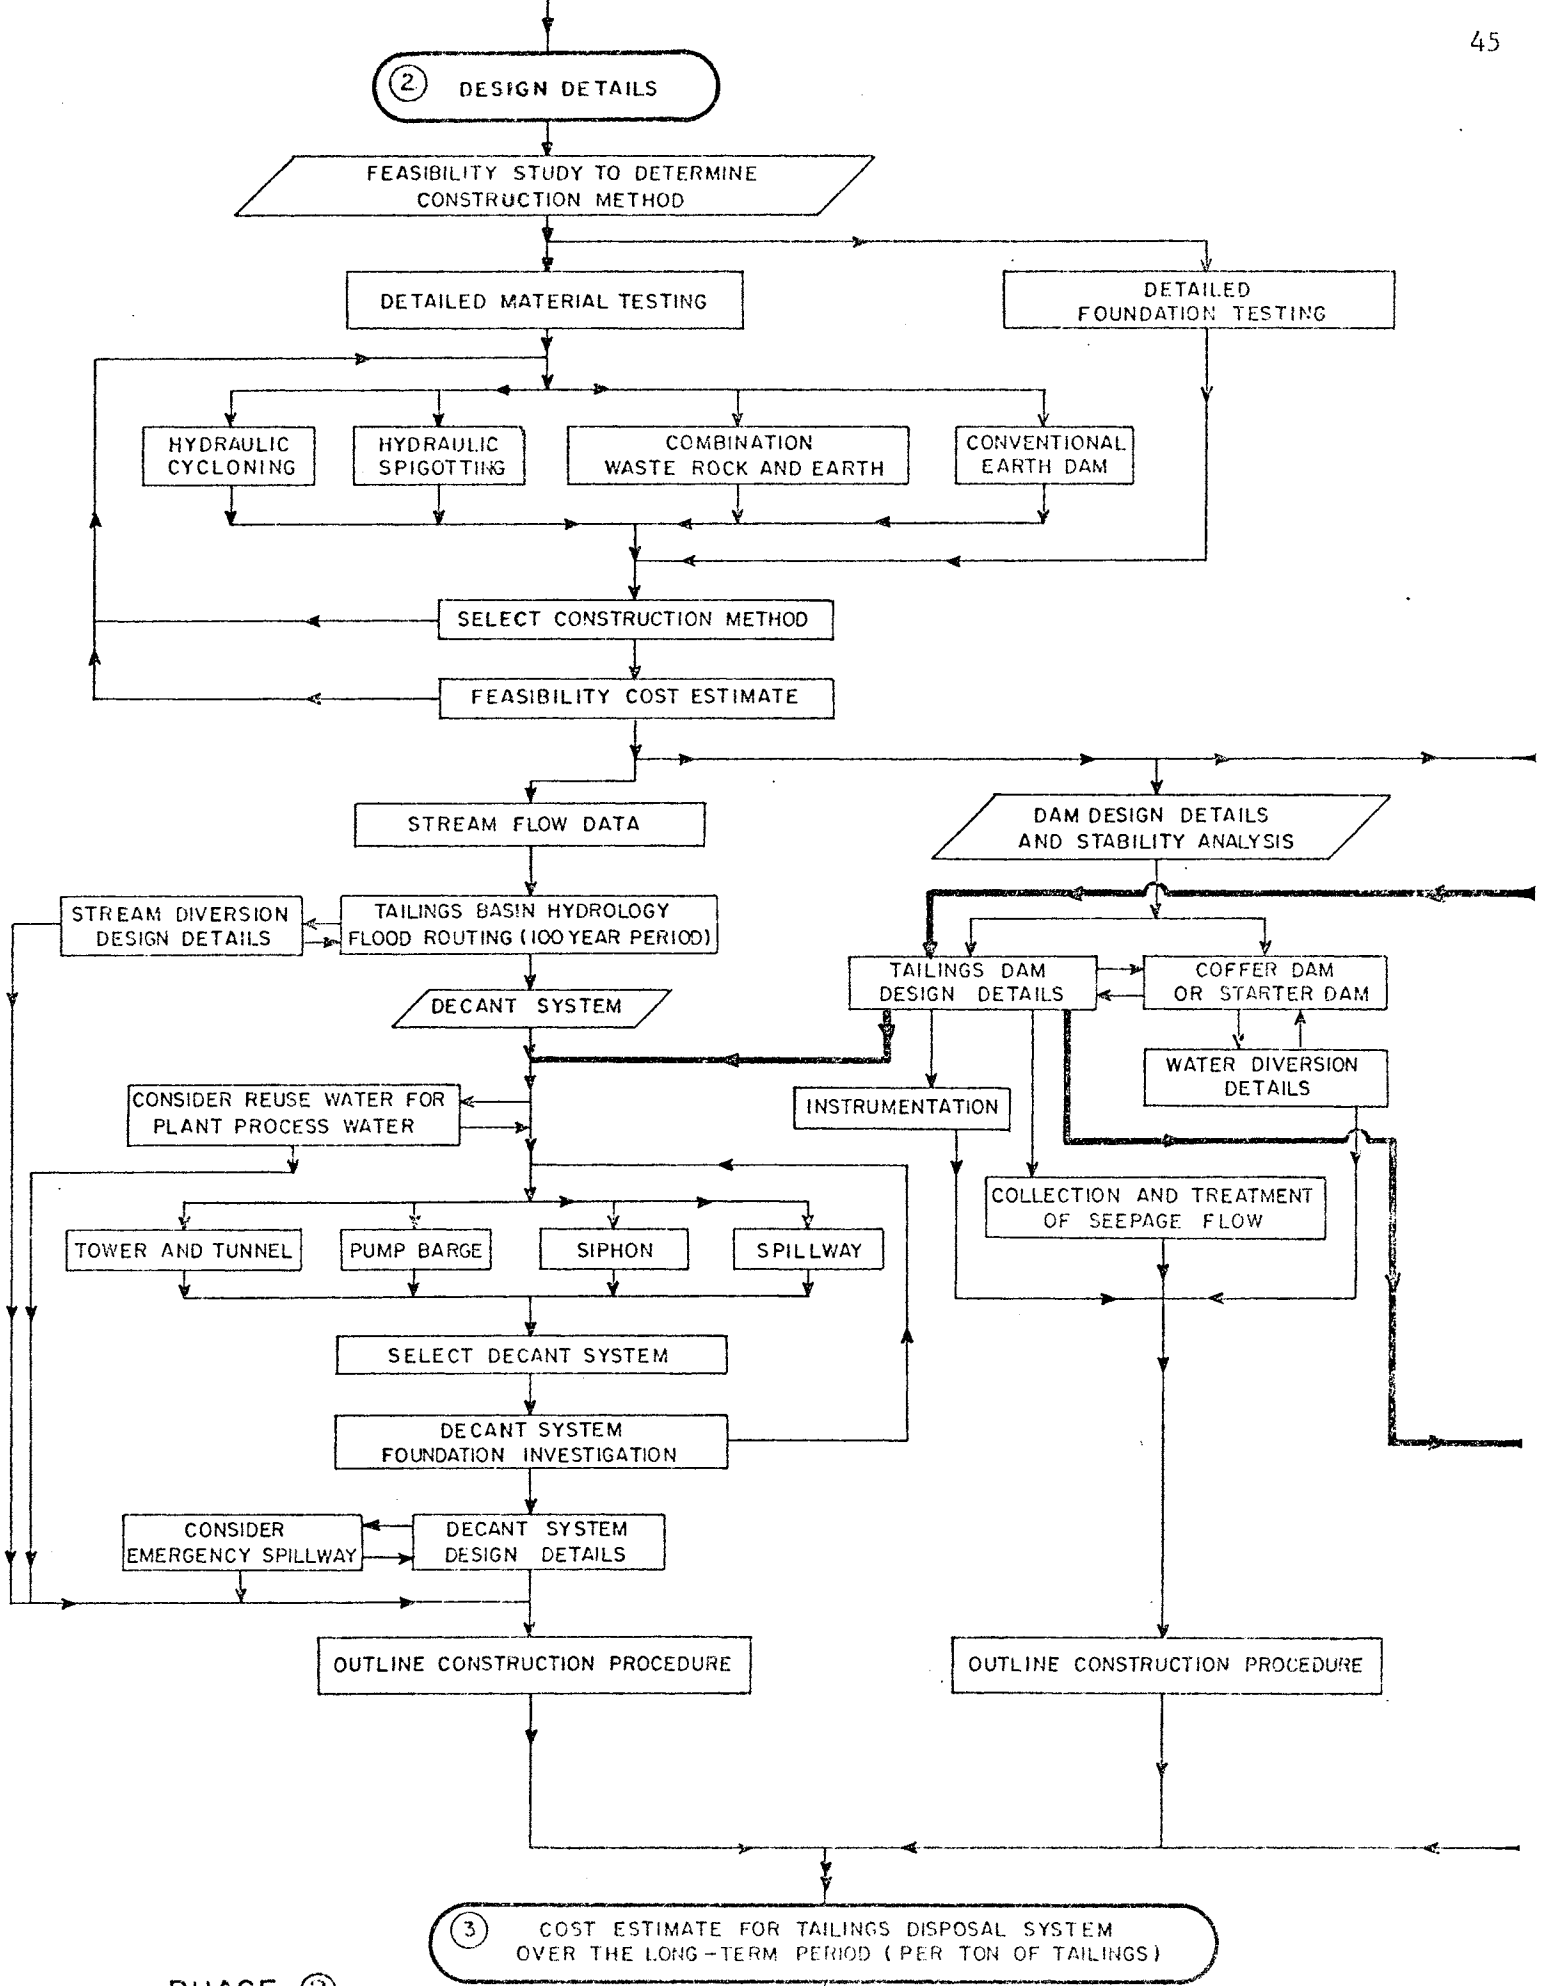 45
2 DESIGN DETAILS
FEASIBILITY STUDY TO DETERMINE
CONSTRUCTION METHOD
DETAILED MATERIAL TESTING
DETAILED
FOUNDATION TESTING
HYDRAULIC
CYCLONING
HYDRAULIC
SPIGOTTING
COMBINATION
WASTE ROCK AND EARTH
CONVENTIONAL
EARTH DAM
SELECT CONSTRUCTION METHOD
FEASIBILITY COST ESTIMATE
STREAM FLOW DATA
DAM DESIGN DETAILS
AND STABILITY ANALYSIS
STREAM DIVERSION
DESIGN DETAILS
TAILINGS BASIN HYDROLOGY
FLOOD ROUTING (100 YEAR PERIOD)
TAILINGS DAM
DESIGN DETAILS
COFFER DAM
OR STARTER DAM
DECANT SYSTEM
WATER DIVERSION
DETAILS
CONSIDER REUSE WATER FOR
PLANT PROCESS WATER
INSTRUMENTATION
COLLECTION AND TREATMENT
OF SEEPAGE FLOW
TOWER AND TUNNEL
PUMP BARGE
SIPHON
SPILLWAY
SELECT DECANT SYSTEM
DECANT SYSTEM
FOUNDATION INVESTIGATION
CONSIDER
EMERGENCY SPILLWAY
DECANT SYSTEM
DESIGN DETAILS
OUTLINE CONSTRUCTION PROCEDURE
OUTLINE CONSTRUCTION PROCEDURE
3 COST ESTIMATE FOR TAILINGS DISPOSAL SYSTEM
OVER THE LONG-TERM PERIOD (PER TON OF TAILINGS)
PHASE